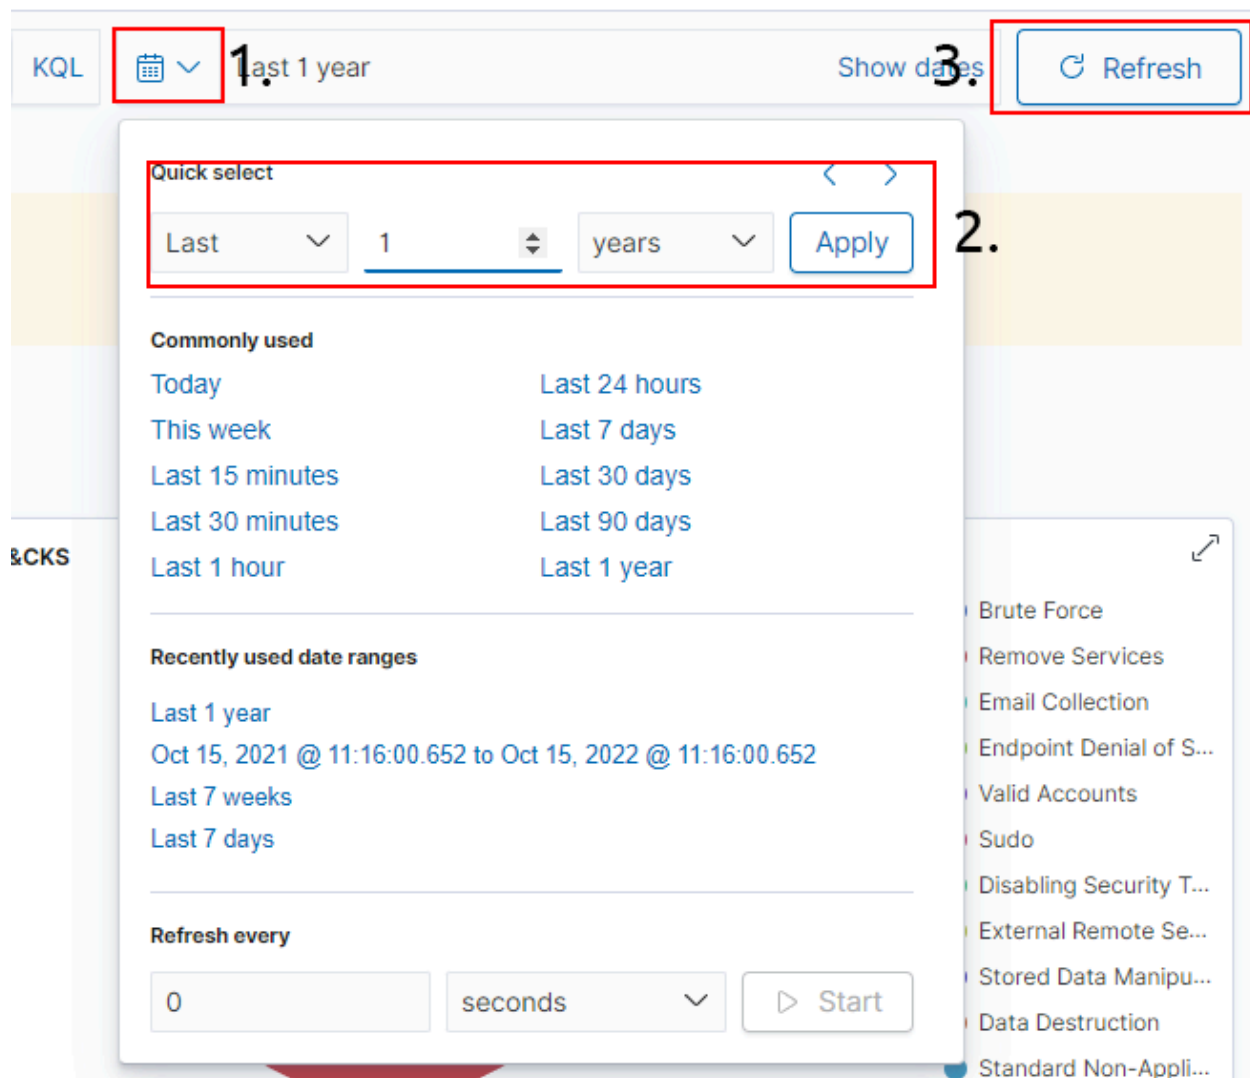 KQL 1. Last 1 year Show dates 3. Refresh
Quick select
Last 1 years Apply 2.
Commonly used
Today Last 24 hours
This week Last 7 days
Last 15 minutes Last 30 days
Last 30 minutes Last 90 days
Last 1 hour Last 1 year
&CKS
Recently used date ranges
Last 1 year
Oct 15, 2021 @ 11:16:00.652 to Oct 15, 2022 @ 11:16:00.652
Last 7 weeks
Last 7 days
Refresh every
0 seconds Start
Brute Force
Remove Services
Email Collection
Endpoint Denial of S...
Valid Accounts
Sudo
Disabling Security T...
External Remote Se...
Stored Data Manipu...
Data Destruction
Standard Non-Appli...